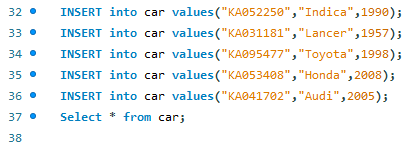 32 INSERT into car values("KA052250","Indica",1990);
33 INSERT into car values("KA031181","Lancer",1957);
34 INSERT into car values("KA095477","Toyota",1998);
35 INSERT into car values("KA053408","Honda",2008);
36 INSERT into car values("KA041702","Audi",2005);
37 Select * from car;
38